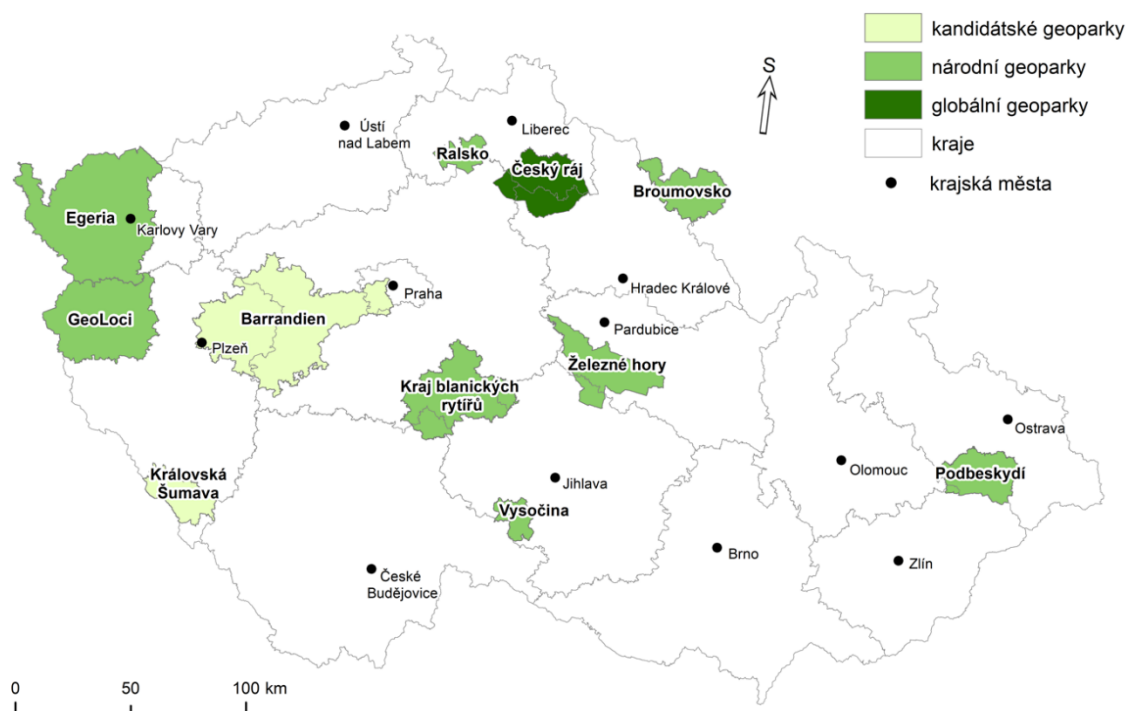 kandidátské geoparky
národní geoparky
globální geoparky
kraje
krajská města
S
Ústí
nad Labem
Liberec
Ralsko
Český ráj
Broumovsko
Egeria
Karlovy Vary
Praha
Hradec Králové
GeoLoci
Barrandien
Pardubice
Plzeň
Železné hory
Kraj blanických
rytířů
Ostrava
Královská
Šumava
Olomouc
Podbeskydí
Jihlava
Vysočina
Brno
Zlín
České
Budějovice
0 50 100 km